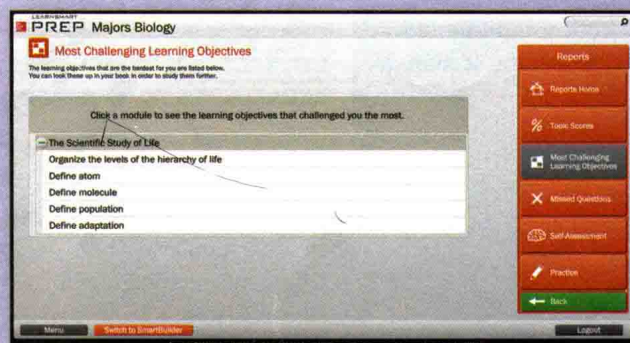 LEARNSMART
PREP Majors Biology
Most Challenging Learning Objectives
The learning objectives that are the hardest for you are listed below.
You can look these up in your book in order to study them further.
Click a module to see the learning objectives that challenged you the most.
The Scientific Study of Life
Organize the levels of the hierarchy of life
Define atom
Define molecule
Define population
Define adaptation
Reports
Reports Home
% Topic Scores
Most Challenging
Learning Objectives
Missed Questions
Self-Assessment
Practice
Back
Menu
Switch to SmartBuilder
Logout